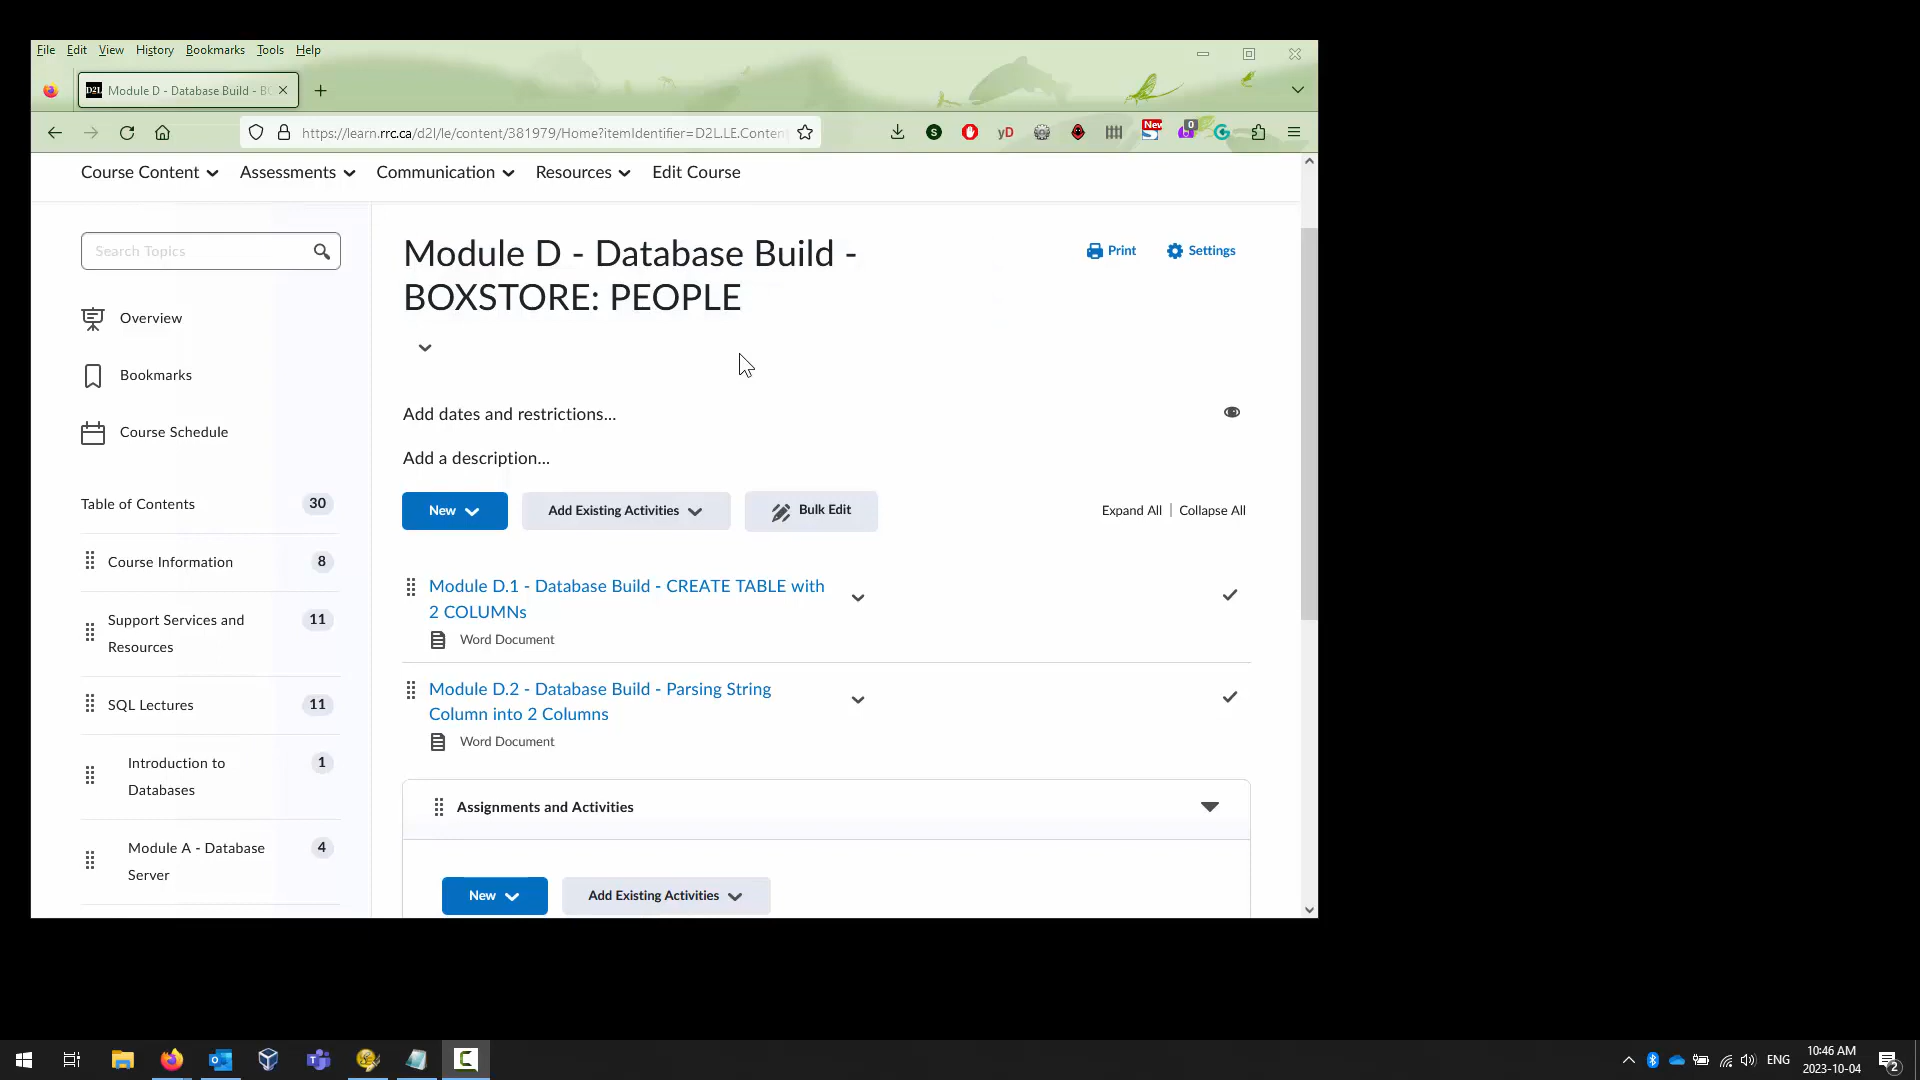 File Edit View History Bookmarks Tools Help
D2L Module D - Database Build - B
https://learn.rrc.ca/d2l/le/content/381979/Home?itemIdentifier=D2L.LE.Conten
S yD New 0
Course Content Assessments Communication Resources Edit Course
Search Topics
Overview
Bookmarks
Course Schedule
Table of Contents 30
Course Information 8
Support Services and
Resources
11
SQL Lectures 11
Introduction to
Databases
1
Module A - Database
Server
4
Module D - Database Build -
BOXSTORE: PEOPLE
Print Settings
Add dates and restrictions...
Add a description...
New Add Existing Activities Bulk Edit Expand All | Collapse All
Module D.1 - Database Build - CREATE TABLE with
2 COLUMNs
Word Document
Module D.2 - Database Build - Parsing String
Column into 2 Columns
Word Document
Assignments and Activities
New Add Existing Activities
ENG
10:46 AM
2023-10-04
2